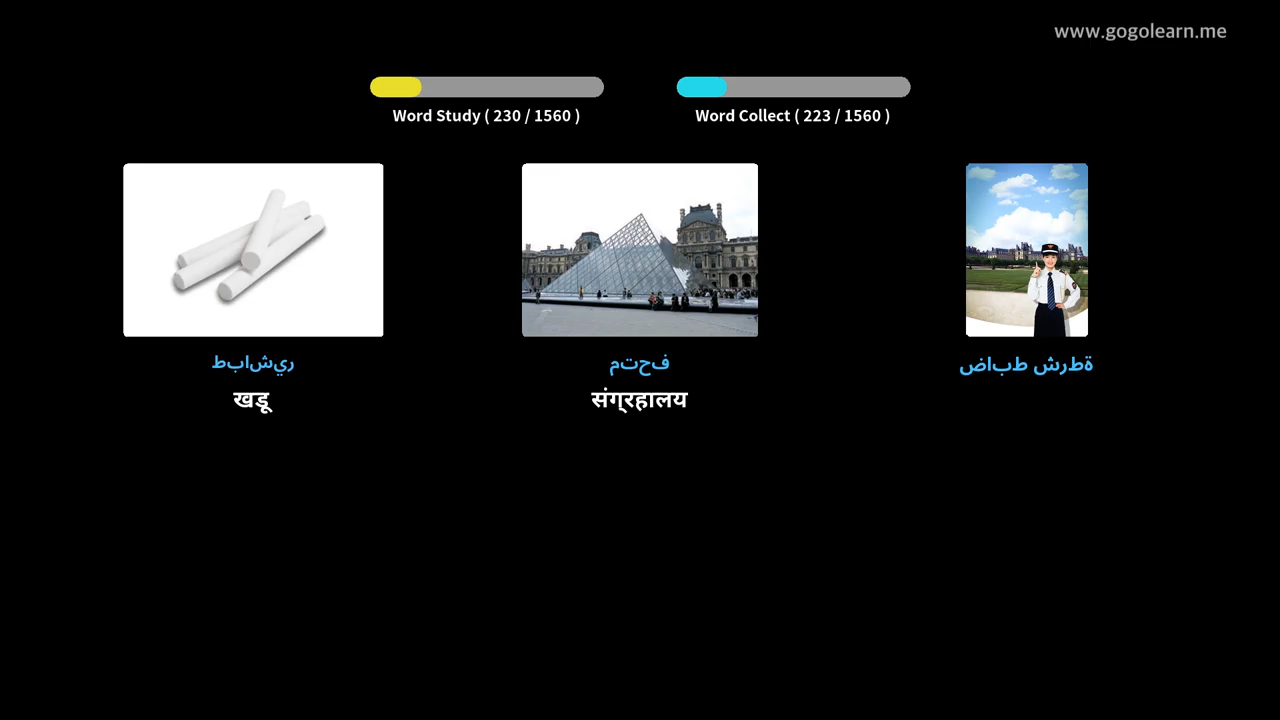 www.gogolearn.me
Word Study ( 230 / 1560 )
Word Collect ( 223 / 1560 )
طباشير
खडू
متحف
संग्रहालय
ضابط شرطة